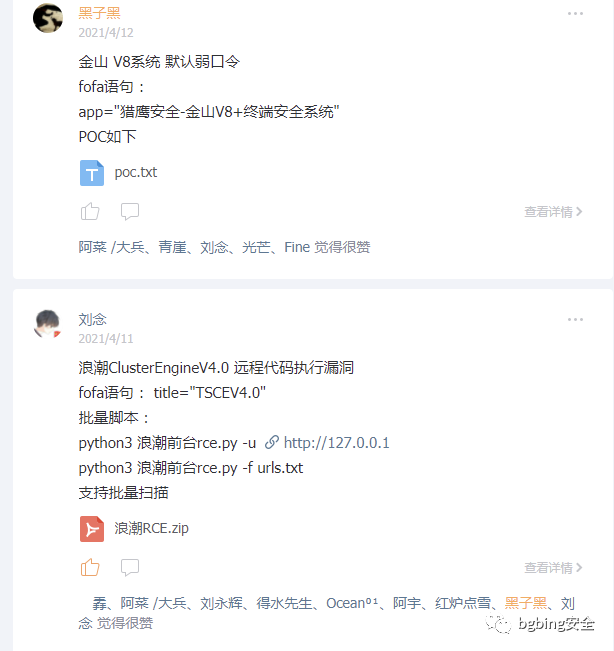 黑子黑
2021/4/12
金山 V8系统 默认弱口令
fofa语句：
app="猎鹰安全-金山V8+终端安全系统"
POC如下
poc.txt
查看详情
阿菜 /大兵、青崖、刘念、光芒、Fine 觉得很赞
刘念
2021/4/11
浪潮ClusterEngineV4.0 远程代码执行漏洞
fofa语句： title="TSCEV4.0"
批量脚本：
python3 浪潮前台rce.py -u http://127.0.0.1
python3 浪潮前台rce.py -f urls.txt
支持批量扫描
浪潮RCE.zip
查看详情
、阿菜 /大兵、刘永辉、得水先生、Ocean⁰¹、阿宇、红炉点雪、黑子黑、刘
念 觉得很赞
bgbing安全